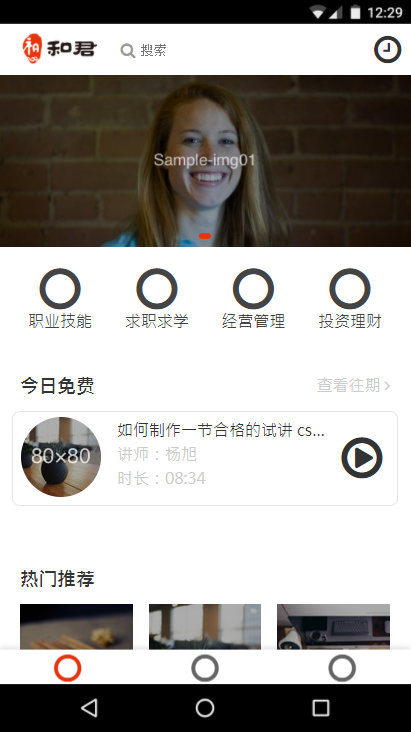 12:29
和 和君
搜索
Sample-img01
职业技能 求职求学 经营管理 投资理财
今日免费 查看往期
如何制作一节合格的试讲 cs...
80×80
讲师：杨旭
时长：08:34
热门推荐